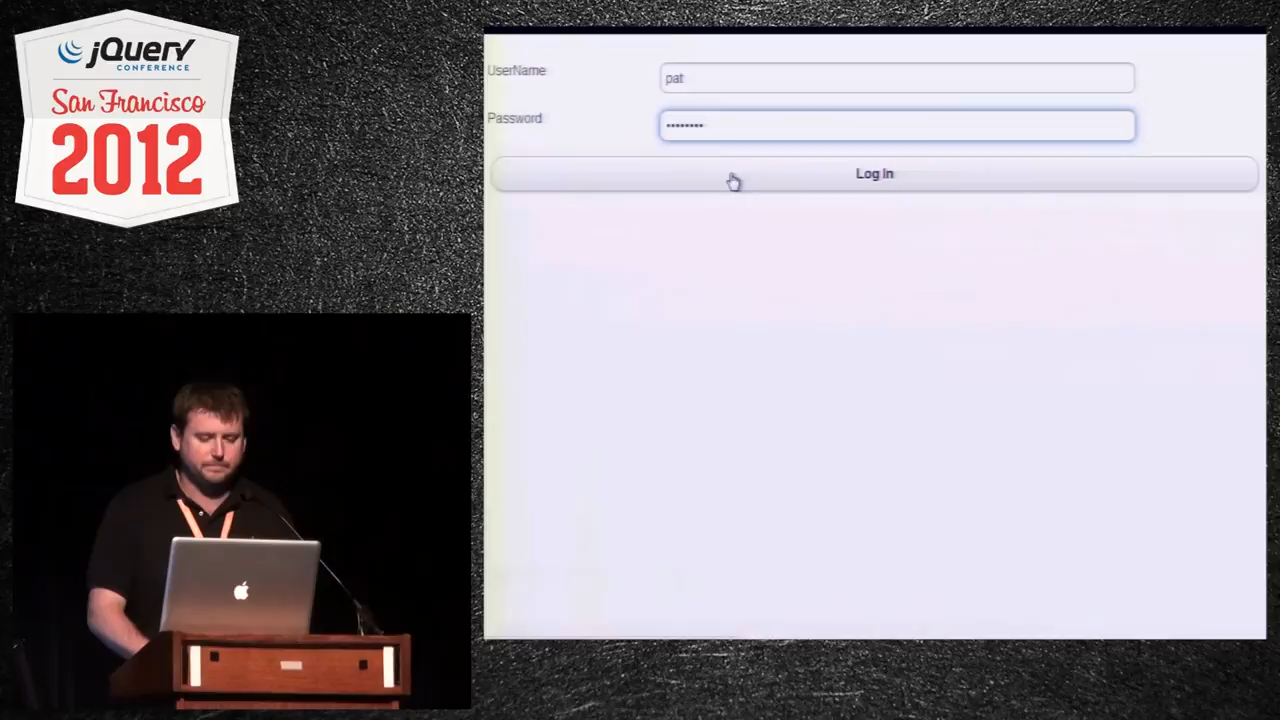 jQuery
CONFERENCE
San Francisco
2012
UserName
pat
Password
••••••••
Log In